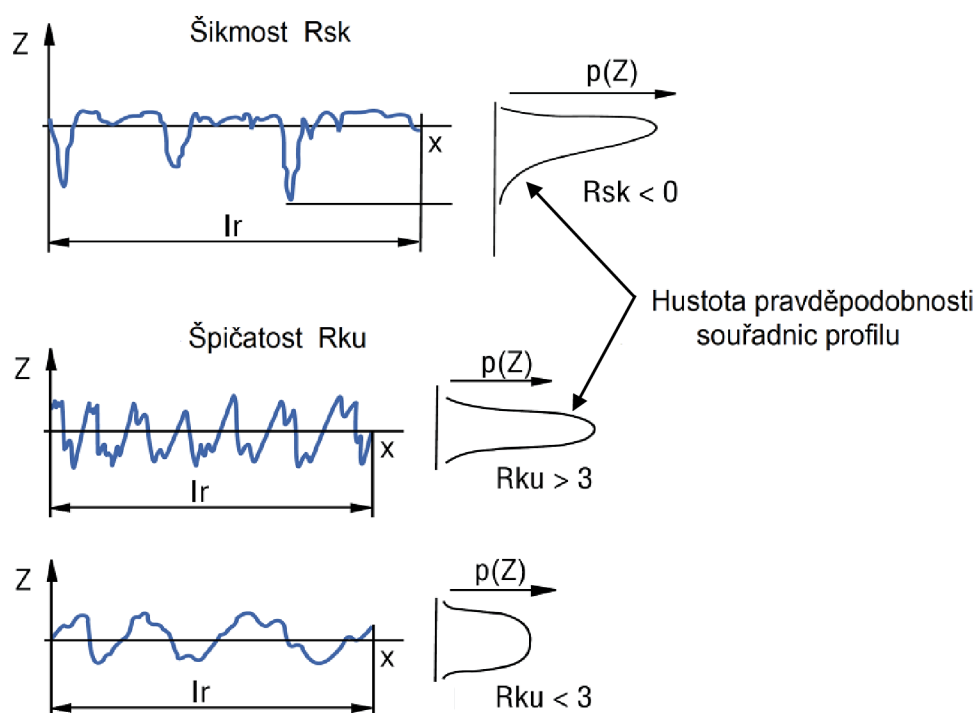 Šikmost Rsk
Z
p(Z)
x
Rsk < 0
lr
Hustota pravděpodobnosti
souřadnic profilu
Špičatost Rku
Z
p(Z)
x
Rku > 3
lr
Z
p(Z)
x
lr
Rku < 3